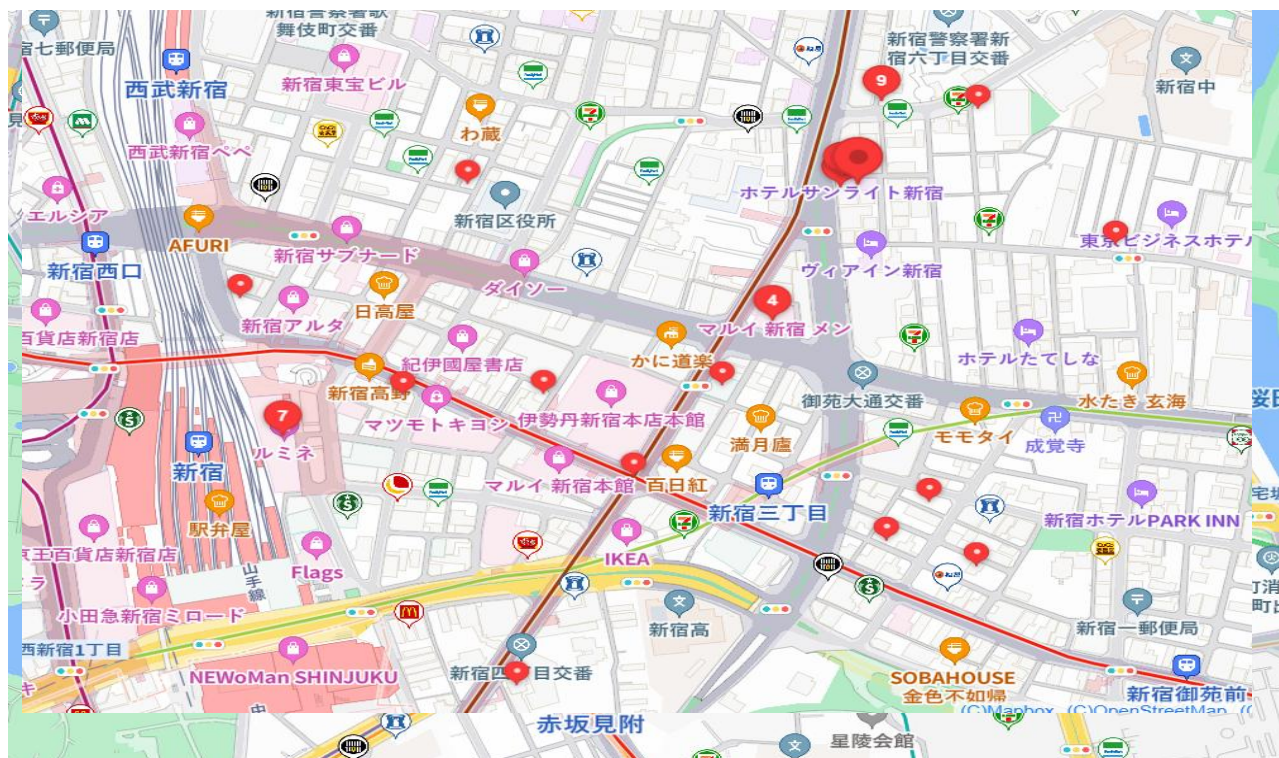 新宿警察署歌
舞伎町交番
宿七郵便局
西武新宿
新宿東宝ビル
新宿警察署新
宿六丁目交番
9
新宿中
わ蔵
西武新宿ペペ
エルシア
新宿区役所
ホテルサンライト新宿
AFURI
新宿西口
新宿サブナード
ダイソー
ヴィアイン新宿
東京ビジネスホテル
日高屋
新宿アルタ
4
マルイ 新宿 メン
百貨店新宿店
紀伊國屋書店
かに道楽
ホテルたてしな
新宿高野
マツモトキヨシ
伊勢丹新宿本店本館
御苑大通交番
水たき 玄海
7
ルミネ
満月廬
モモタイ
成覚寺
新宿
マルイ 新宿本館
百日紅
新宿三丁目
駅弁屋
新宿ホテルPARK INN
京王百貨店新宿店
Flags
IKEA
山手線
小田急新宿ミロード
新宿高
新宿一郵便局
西新宿1丁目
NEWoMan SHINJUKU
新宿四 目交番
SOBAHOUSE
金色不如帰
新宿御苑前
(C)Mapbox (C)OpenStreetMap
赤坂見附
星陵会館